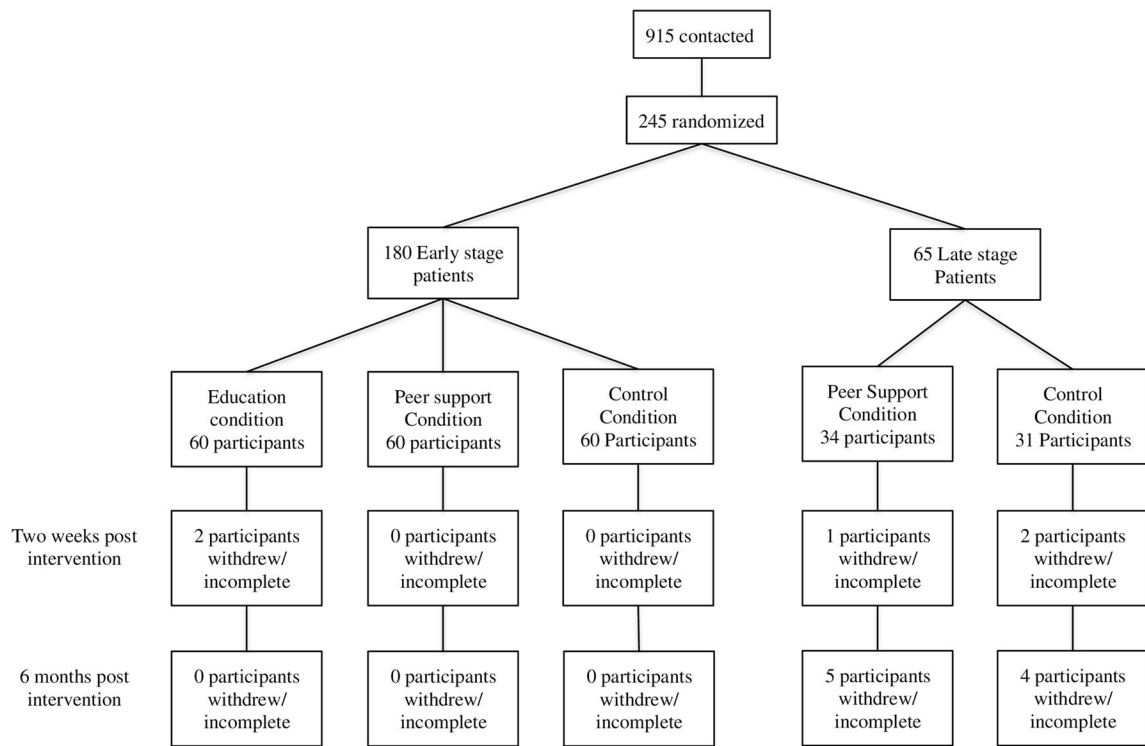 915 contacted
245 randomized
180 Early stage
patients
65 Late stage
Patients
Education
condition
60 participants
Peer support
Condition
60 participants
Control
Condition
60 Participants
Peer Support
Condition
34 participants
Control
Condition
31 Participants
Two weeks post
intervention
2 participants
withdrew/
incomplete
0 participants
withdrew/
incomplete
0 participants
withdrew/
incomplete
1 participants
withdrew/
incomplete
2 participants
withdrew/
incomplete
6 months post
intervention
0 participants
withdrew/
incomplete
0 participants
withdrew/
incomplete
0 participants
withdrew/
incomplete
5 participants
withdrew/
incomplete
4 participants
withdrew/
incomplete